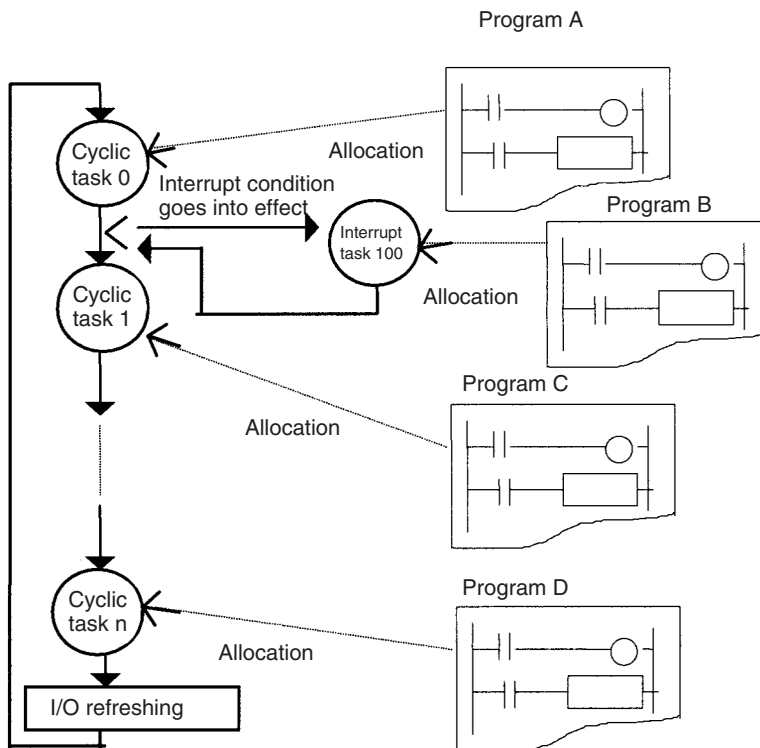 Program A
Cyclic
task 0
Allocation
Interrupt condition
goes into effect
Program B
Interrupt
task 100
Allocation
Cyclic
task 1
Program C
Allocation
Cyclic
task n
Program D
Allocation
I/O refreshing